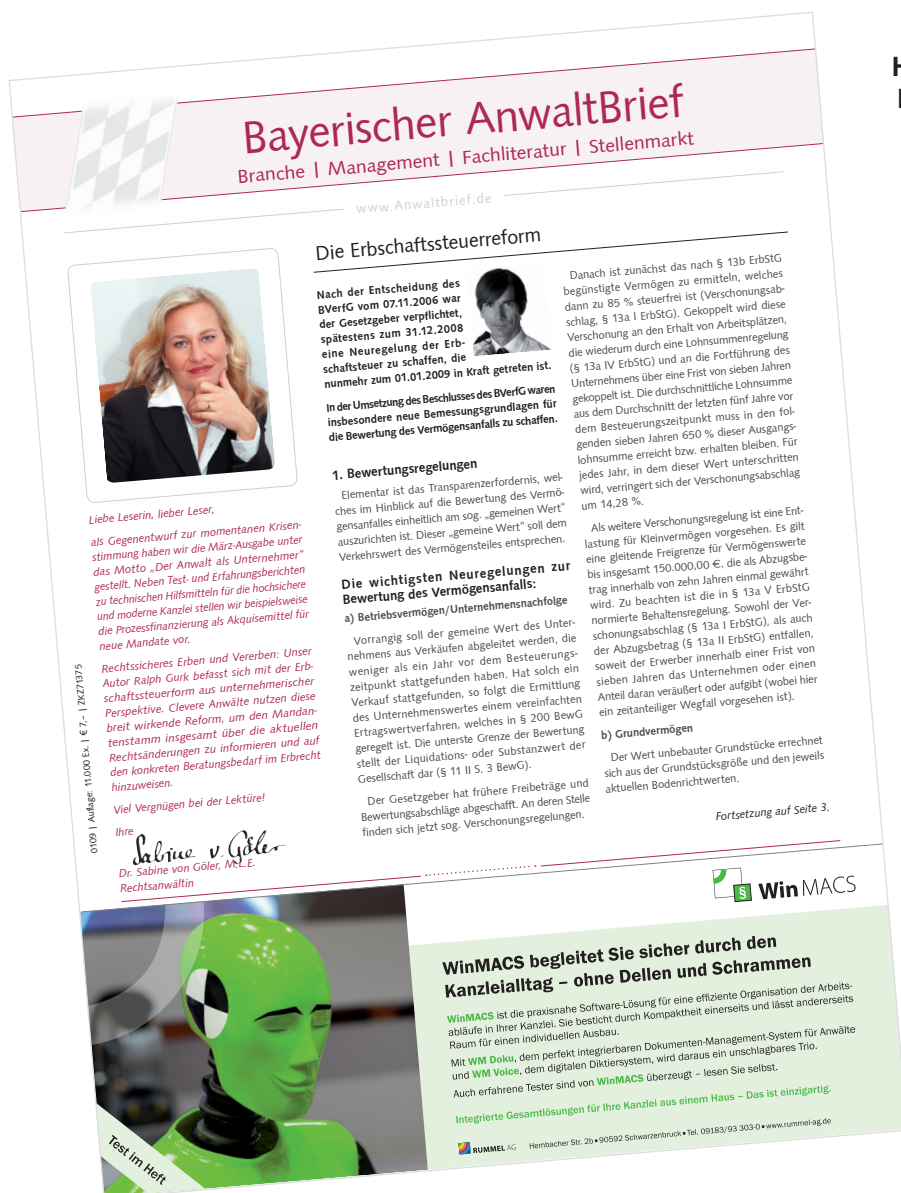 Bayerischer AnwaltBrief
Branche | Management | Fachliteratur | Stellenmarkt
www.Anwaltbrief.de
Liebe Leserin, lieber Leser,
als Gegenentwurf zur momentanen Krisen-
stimmung haben wir die März-Ausgabe unter
das Motto „Der Anwalt als Unternehmer“
gestellt. Neben Test- und Erfahrungsberichten
zu technischen Hilfsmitteln für die hochsichere
und moderne Kanzlei stellen wir beispielsweise
die Prozessfinanzierung als Akquisemittel für
neue Mandate vor.
Rechtssicheres Erben und Vererben: Unser
Autor Ralph Gurk befasst sich mit der Erb-
schaftssteuerform aus unternehmerischer
Perspektive. Clevere Anwälte nutzen diese
breit wirkende Reform, um den Mandan-
tenstamm insgesamt über die aktuellen
Rechtsänderungen zu informieren und auf
den konkreten Beratungsbedarf im Erbrecht
hinzuweisen.
Viel Vergnügen bei der Lektüre!
Ihre
Sabine v. Göler
Dr. Sabine von Göler, M.L.E.
Rechtsanwältin
0109 | Auflage: 11.000 Ex. | € 7,- | ZKZ71375
Die Erbschaftssteuerreform
Nach der Entscheidung des
BVerfG vom 07.11.2006 war
der Gesetzgeber verpflichtet,
spätestens zum 31.12.2008
eine Neuregelung der Erb-
schaftsteuer zu schaffen, die
nunmehr zum 01.01.2009 in Kraft getreten ist.
In der Umsetzung des Beschlusses des BVerfG waren
insbesondere neue Bemessungsgrundlagen für
die Bewertung des Vermögensanfalls zu schaffen.
1. Bewertungsregelungen
Elementar ist das Transparenzerfordernis, wel-
ches im Hinblick auf die Bewertung des Vermö-
gensanfalles einheitlich am sog. „gemeinen Wert“
auszurichten ist. Dieser „gemeine Wert“ soll dem
Verkehrswert des Vermögensteiles entsprechen.
Die wichtigsten Neuregelungen zur
Bewertung des Vermögensanfalls:
a) Betriebsvermögen/Unternehmensnachfolge
Vorrangig soll der gemeine Wert des Unter-
nehmens aus Verkäufen abgeleitet werden, die
weniger als ein Jahr vor dem Besteuerungs-
zeitpunkt stattgefunden haben. Hat solch ein
Verkauf stattgefunden, so folgt die Ermittlung
des Unternehmenswertes einem vereinfachten
Ertragswertverfahren, welches in § 200 BewG
geregelt ist. Die unterste Grenze der Bewertung
stellt der Liquidations- oder Substanzwert der
Gesellschaft dar (§ 11 II S. 3 BewG).
Der Gesetzgeber hat frühere Freibeträge und
Bewertungsabschläge abgeschafft. An deren Stelle
finden sich jetzt sog. Verschonungsregelungen.
Danach ist zunächst das nach § 13b ErbStG
begünstigte Vermögen zu ermitteln, welches
dann zu 85 % steuerfrei ist (Verschonungsab-
schlag, § 13a I ErbStG). Gekoppelt wird diese
Verschonung an den Erhalt von Arbeitsplätzen,
die wiederum durch eine Lohnsummenregelung
(§ 13a IV ErbStG) und an die Fortführung des
Unternehmens über eine Frist von sieben Jahren
gekoppelt ist. Die durchschnittliche Lohnsumme
aus dem Durchschnitt der letzten fünf Jahre vor
dem Besteuerungszeitpunkt muss in den fol-
genden sieben Jahren 650 % dieser Ausgangs-
lohnsumme erreicht bzw. erhalten bleiben. Für
jedes Jahr, in dem dieser Wert unterschritten
wird, verringert sich der Verschonungsabschlag
um 14,28 %.
Als weitere Verschonungsregelung ist eine Ent-
lastung für Kleinvermögen vorgesehen. Es gilt
eine gleitende Freigrenze für Vermögenswerte
bis insgesamt 150.000,00 €, die als Abzugsbe-
trag innerhalb von zehn Jahren einmal gewährt
wird. Zu beachten ist die in § 13a V ErbStG
normierte Behaltensregelung. Sowohl der Ver-
schonungsabschlag (§ 13a I ErbStG), als auch
der Abzugsbetrag (§ 13a II ErbStG) entfallen,
soweit der Erwerber innerhalb einer Frist von
sieben Jahren das Unternehmen oder einen
Anteil daran veräußert oder aufgibt (wobei hier
ein zeitanteiliger Wegfall vorgesehen ist).
b) Grundvermögen
Der Wert unbebauter Grundstücke errechnet
sich aus der Grundstücksgröße und den jeweils
aktuellen Bodenrichtwerten.
Fortsetzung auf Seite 3.
§ WinMACS
WinMACS begleitet Sie sicher durch den
Kanzleialltag – ohne Dellen und Schrammen
WinMACS ist die praxisnahe Software-Lösung für eine effiziente Organisation der Arbeits-
abläufe in Ihrer Kanzlei. Sie besticht durch Kompaktheit einerseits und lässt andererseits
Raum für einen individuellen Ausbau.
Mit WM Doku, dem perfekt integrierbaren Dokumenten-Management-System für Anwälte
und WM Voice, dem digitalen Diktiersystem, wird daraus ein unschlagbares Trio.
Auch erfahrene Tester sind von WinMACS überzeugt – lesen Sie selbst.
Integrierte Gesamtlösungen für Ihre Kanzlei aus einem Haus – Das ist einzigartig.
RUMMEL AG Hembacher Str. 2b • 90592 Schwarzenbruck • Tel. 09183/93 303-0 • www.rummel-ag.de
Test im Heft